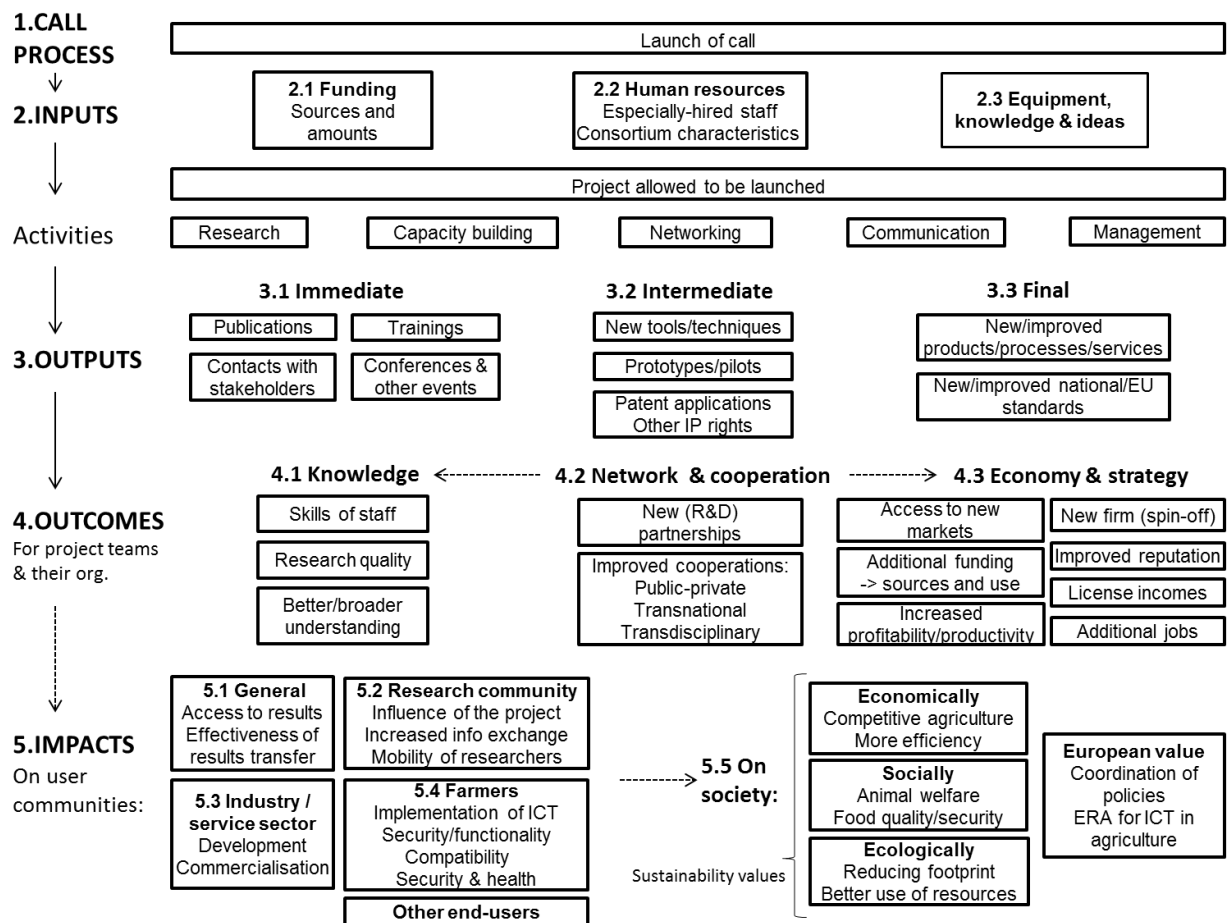 1.CALL
PROCESS
Launch of call
2.INPUTS
2.1 Funding
Sources and
amounts
2.2 Human resources
Especially-hired staff
Consortium characteristics
2.3 Equipment,
knowledge & ideas
Project allowed to be launched
Activities
Research
Capacity building
Networking
Communication
Management
3.OUTPUTS
3.1 Immediate
Publications
Trainings
Contacts with
stakeholders
Conferences &
other events
3.2 Intermediate
New tools/techniques
Prototypes/pilots
Patent applications
Other IP rights
3.3 Final
New/improved
products/processes/services
New/improved national/EU
standards
4.OUTCOMES
For project teams
& their org.
4.1 Knowledge
Skills of staff
Research quality
Better/broader
understanding
4.2 Network & cooperation
New (R&D)
partnerships
Improved cooperations:
Public-private
Transnational
Transdisciplinary
4.3 Economy & strategy
Access to new
markets
Additional funding
-> sources and use
Increased
profitability/productivity
New firm (spin-off)
Improved reputation
License incomes
Additional jobs
5.IMPACTS
On user
communities:
5.1 General
Access to results
Effectiveness of
results transfer
5.2 Research community
Influence of the project
Increased info exchange
Mobility of researchers
5.3 Industry /
service sector
Development
Commercialisation
5.4 Farmers
Implementation of ICT
Security/functionality
Compatibility
Security & health
Other end-users
5.5 On
society:
Sustainability values
Economically
Competitive agriculture
More efficiency
Socially
Animal welfare
Food quality/security
Ecologically
Reducing footprint
Better use of resources
European value
Coordination of
policies
ERA for ICT in
agriculture